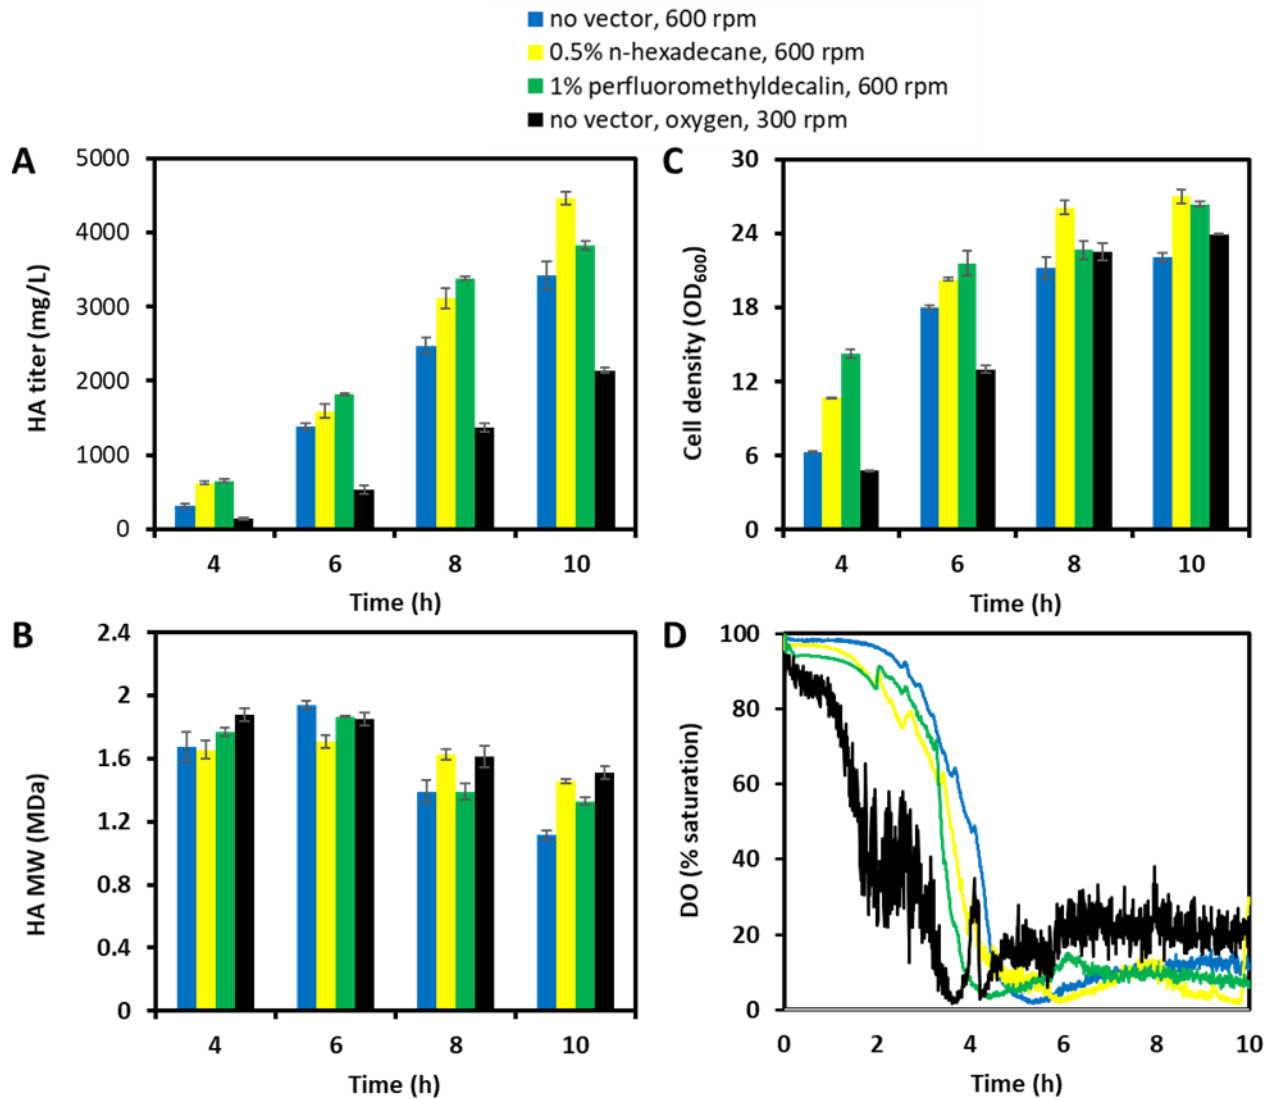 no vector, 600 rpm
0.5% n-hexadecane, 600 rpm
1% perfluoromethyldecalin, 600 rpm
no vector, oxygen, 300 rpm
A
5000
4000
3000
2000
1000
0
HA titer (mg/L)
4 6 8 10
Time (h)
C
30
24
18
12
6
0
Cell density (OD600)
4 6 8 10
Time (h)
B
2.4
2
1.6
1.2
0.8
0.4
0
HA MW (MDa)
4 6 8 10
Time (h)
D
100
80
60
40
20
0
DO (% saturation)
0 2 4 6 8 10
Time (h)